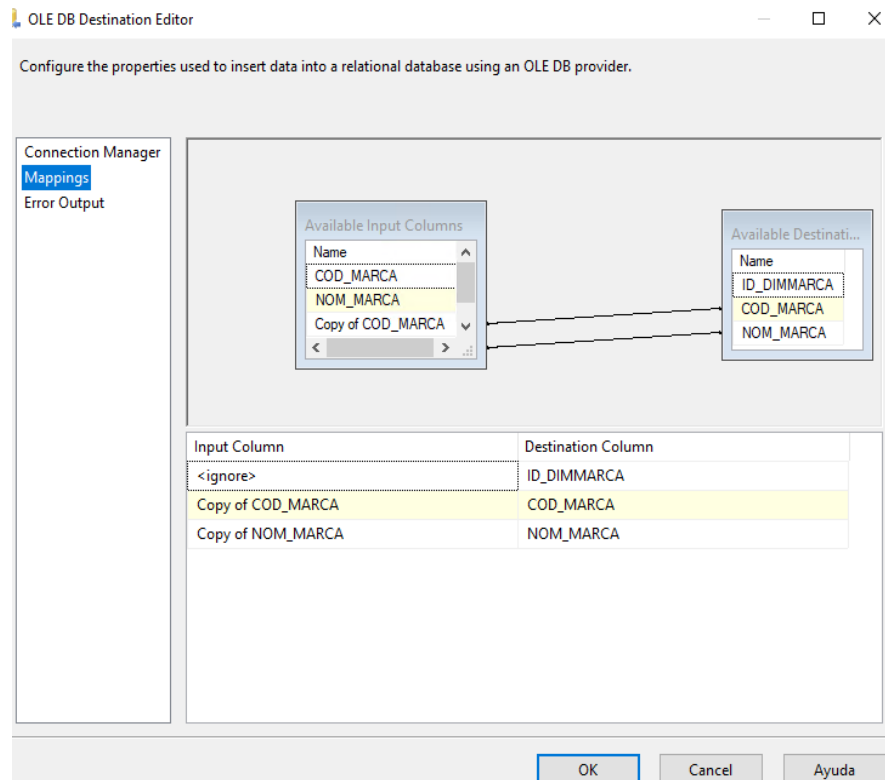 OLE DB Destination Editor
Configure the properties used to insert data into a relational database using an OLE DB provider.
Connection Manager
Mappings
Error Output
Available Input Columns
Name
COD_MARCA
NOM_MARCA
Copy of COD_MARCA
Available Destinati...
Name
ID_DIMMARCA
COD_MARCA
NOM_MARCA
Input Column Destination Column
<ignore> ID_DIMMARCA
Copy of COD_MARCA COD_MARCA
Copy of NOM_MARCA NOM_MARCA
OK Cancel Ayuda